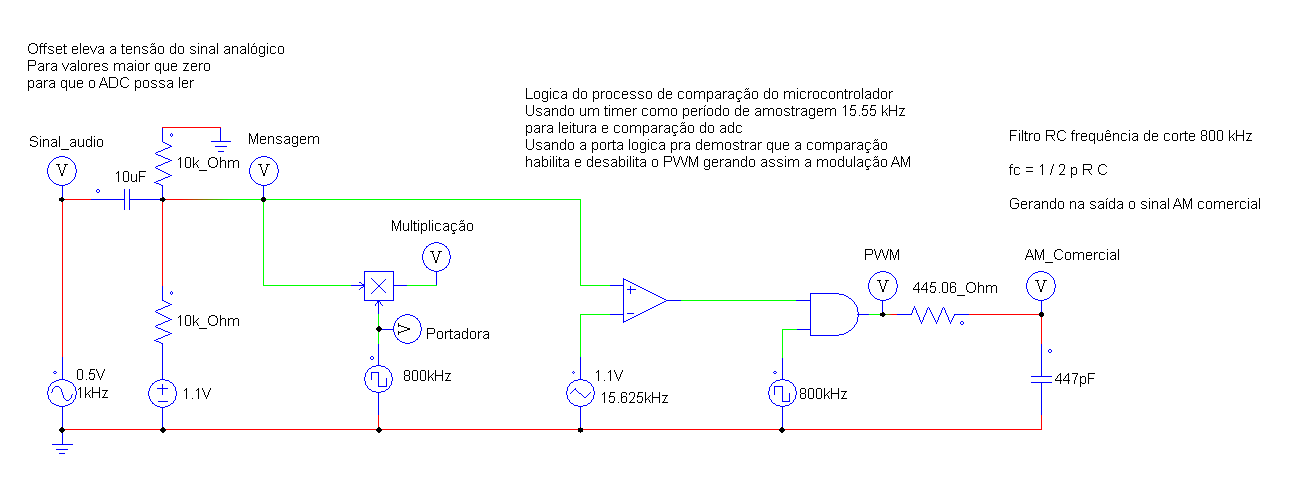 Offset eleva a tensão do sinal analógico
Para valores maior que zero
para que o ADC possa ler
Logica do processo de comparação do microcontrolador
Usando um timer como período de amostragem 15.55 kHz
para leitura e comparação do adc
Usando a porta logica pra demostrar que a comparação
habilita e desabilita o PWM gerando assim a modulação AM
Filtro RC frequência de corte 800 kHz
fc = 1 / 2 p R C
Gerando na saída o sinal AM comercial
Sinal_audio
V
10uF
10k_Ohm
Mensagem
V
Multiplicação
V
Portadora
V
10k_Ohm
0.5V
1kHz
1.1V
800kHz
1.1V
15.625kHz
800kHz
PWM
V
445.06_Ohm
AM_Comercial
V
447pF